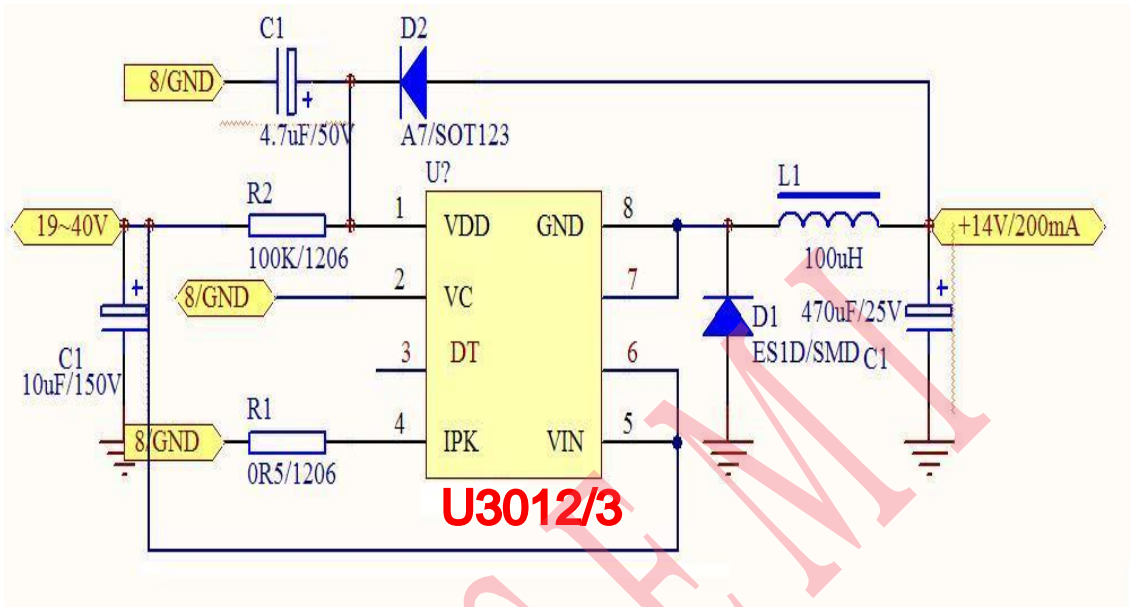 C1
D2
8/GND
+
4.7uF/50V
A7/SOT123
U?
R2
L1
19~40V
1
VDD
GND
8
+14V/200mA
100K/1206
100uH
8/GND
2
VC
7
+
+
D1
470uF/25V
C1
10uF/150V
3
DT
6
ES1D/SMD
C1
R1
8/GND
4
IPK
VIN
5
0R5/1206
U3012/3
SEMI